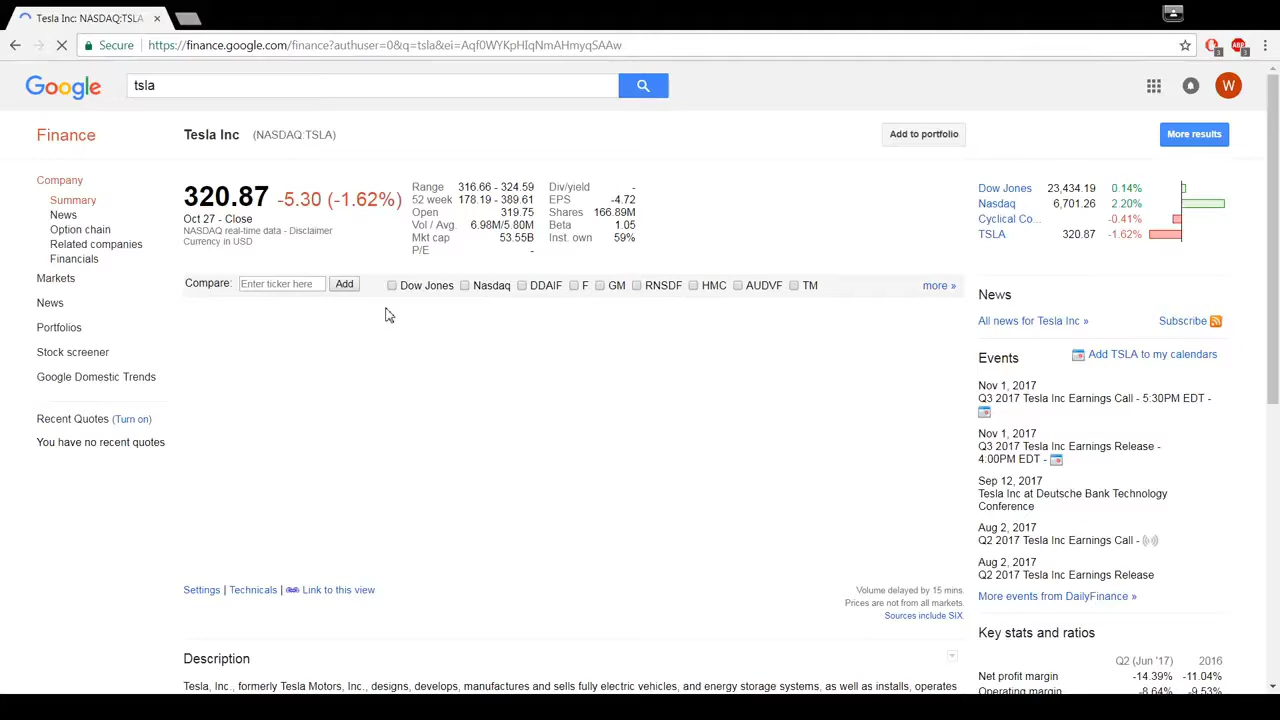 Tesla Inc: NASDAQ:TSLA
Secure https://finance.google.com/finance?authuser=0&q=tsla&ei=Aqf0WYKpHIqNmAHmyqSAAw
Google tsla W
Finance Tesla Inc (NASDAQ:TSLA) Add to portfolio More results
Company
Summary
News
Option chain
Related companies
Financials
Markets
News
Portfolios
Stock screener
Google Domestic Trends
Recent Quotes (Turn on)
You have no recent quotes
320.87 -5.30 (-1.62%)
Oct 27 - Close
NASDAQ real-time data - Disclaimer
Currency in USD
Range 316.66 - 324.59 Div/yield -
52 week 178.19 - 389.61 EPS -4.72
Open 319.75 Shares 166.89M
Vol / Avg. 6.98M/5.80M Beta 1.05
Mkt cap 53.55B Inst. own 59%
P/E -
Compare: Enter ticker here Add Dow Jones Nasdaq DDAIF F GM RNSDF HMC AUDVF TM more »
Settings | Technicals | Link to this view
Volume delayed by 15 mins.
Prices are not from all markets.
Sources include SIX.
Description
Tesla, Inc., formerly Tesla Motors, Inc., designs, develops, manufactures and sells fully electric vehicles, and energy storage systems, as well as installs, operates
Dow Jones 23,434.19 0.14%
Nasdaq 6,701.26 2.20%
Cyclical Co... -0.41%
TSLA 320.87 -1.62%
News
All news for Tesla Inc » Subscribe
Events Add TSLA to my calendars
Nov 1, 2017
Q3 2017 Tesla Inc Earnings Call - 5:30PM EDT -
Nov 1, 2017
Q3 2017 Tesla Inc Earnings Release -
4:00PM EDT -
Sep 12, 2017
Tesla Inc at Deutsche Bank Technology
Conference
Aug 2, 2017
Q2 2017 Tesla Inc Earnings Call -
Aug 2, 2017
Q2 2017 Tesla Inc Earnings Release
More events from DailyFinance »
Key stats and ratios
Q2 (Jun '17) 2016
Net profit margin -14.39% -11.04%
Operating margin -8.64% -9.53%